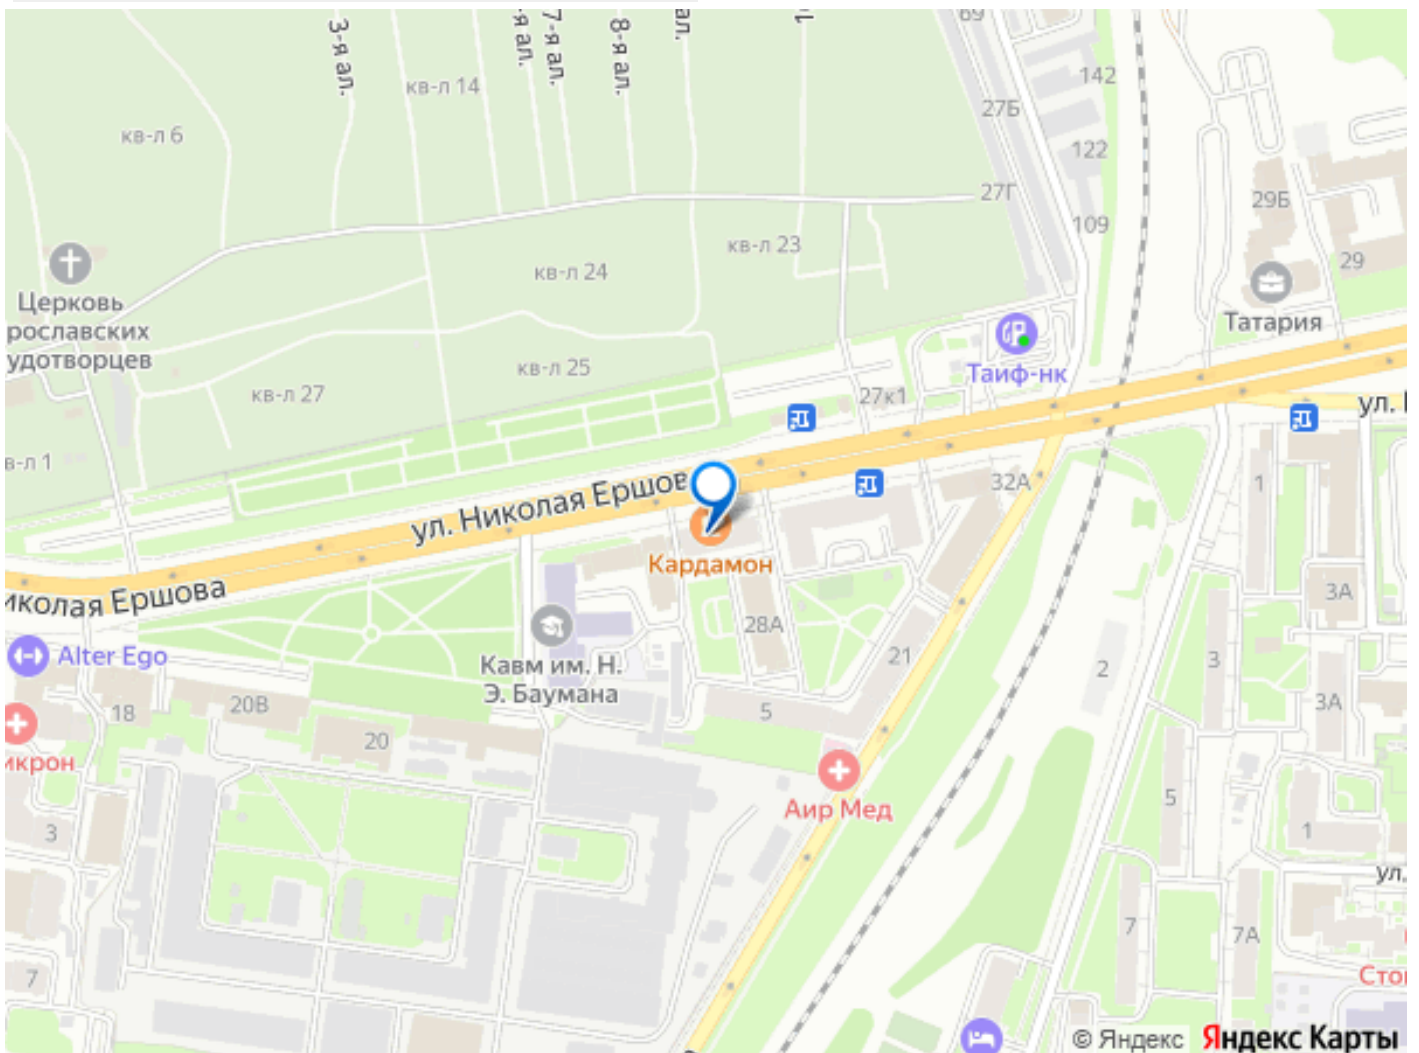 69
142
3-я ал.
7-я ал.
8-я ал.
ал.
кв-л 14
27Б
кв-л 6
122
27Г
29Б
109
кв-л 23
29
кв-л 24
Церковь
рославских
удотворцев
Татария
Таиф-нк
кв-л 25
кв-л 27
27к1
ул.
в-л 1
32А
1
ул. Николая Ершов
Кардамон
иколая Ершова
3А
28А
Кавм им. Н.
Э. Баумана
Alter Ego
21
2
3
3А
20В
18
5
20
икрон
Аир Мед
5
3
1
ул.
7
7А
Сто
7
© Яндекс
Яндекс Карты